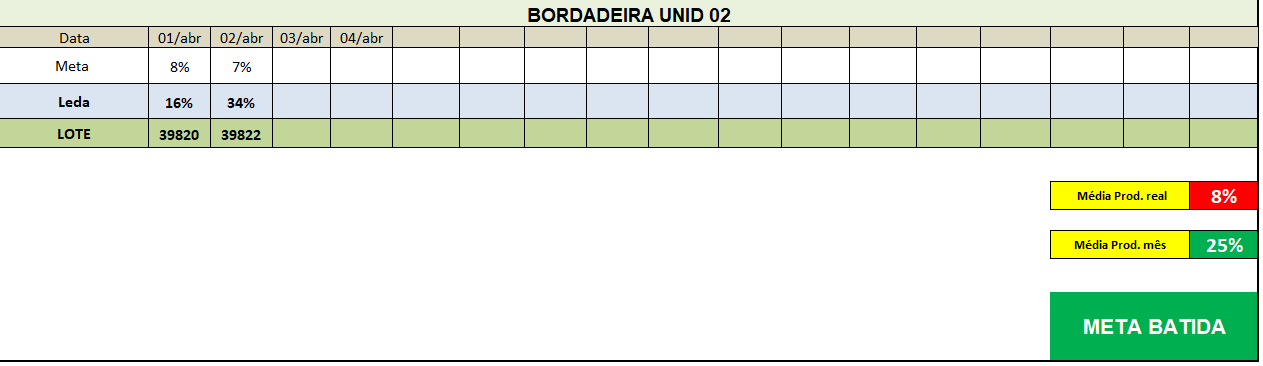 BORDADEIRA UNID 02
Data 01/abr 02/abr 03/abr 04/abr
Meta 8% 7%
Leda 16% 34%
LOTE 39820 39822
Média Prod. real 8%
Média Prod. mês 25%
META BATIDA